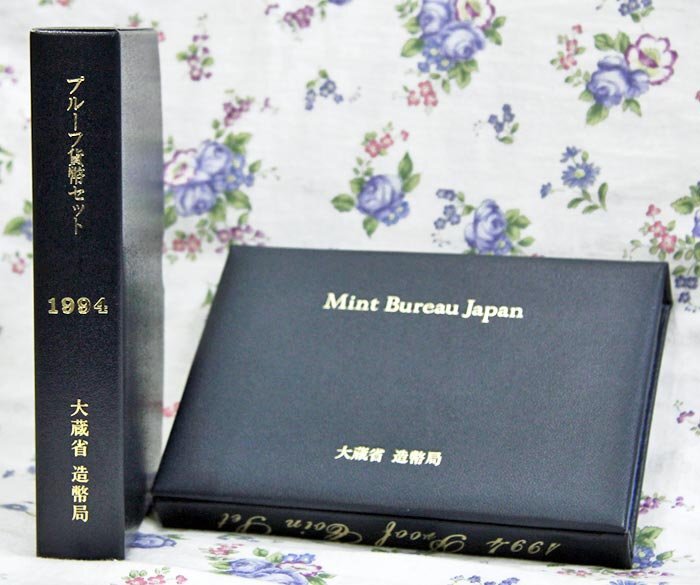 プルーフ貨幣セット
1994
大蔵省 造幣局
Mint Bureau Japan
大蔵省 造幣局
1994 Proof Coin Set